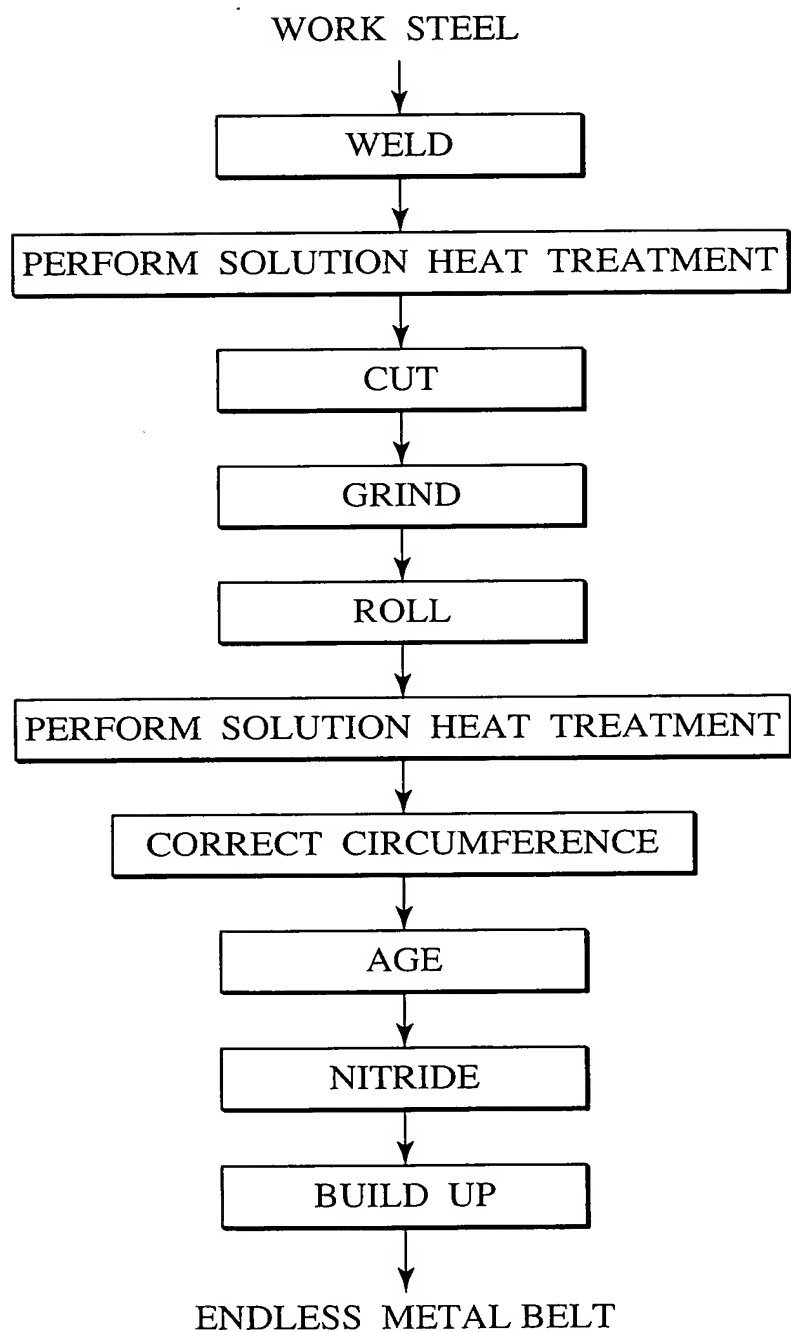 WORK STEEL
WELD
PERFORM SOLUTION HEAT TREATMENT
CUT
GRIND
ROLL
PERFORM SOLUTION HEAT TREATMENT
CORRECT CIRCUMFERENCE
AGE
NITRIDE
BUILD UP
ENDLESS METAL BELT